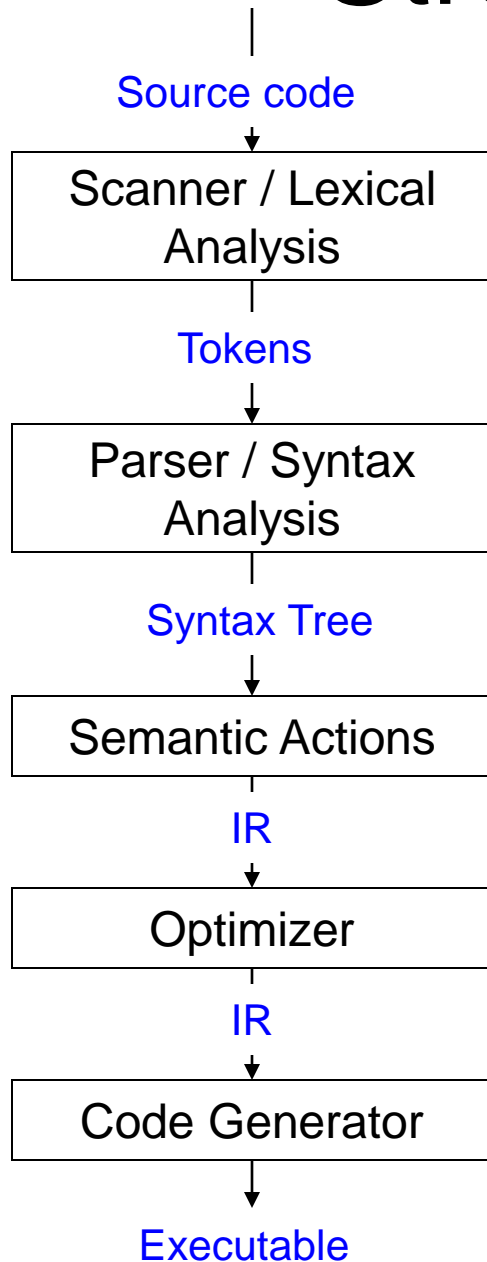 Source code
Scanner / Lexical
Analysis
Tokens
Parser / Syntax
Analysis
Syntax Tree
Semantic Actions
IR
Optimizer
IR
Code Generator
Executable